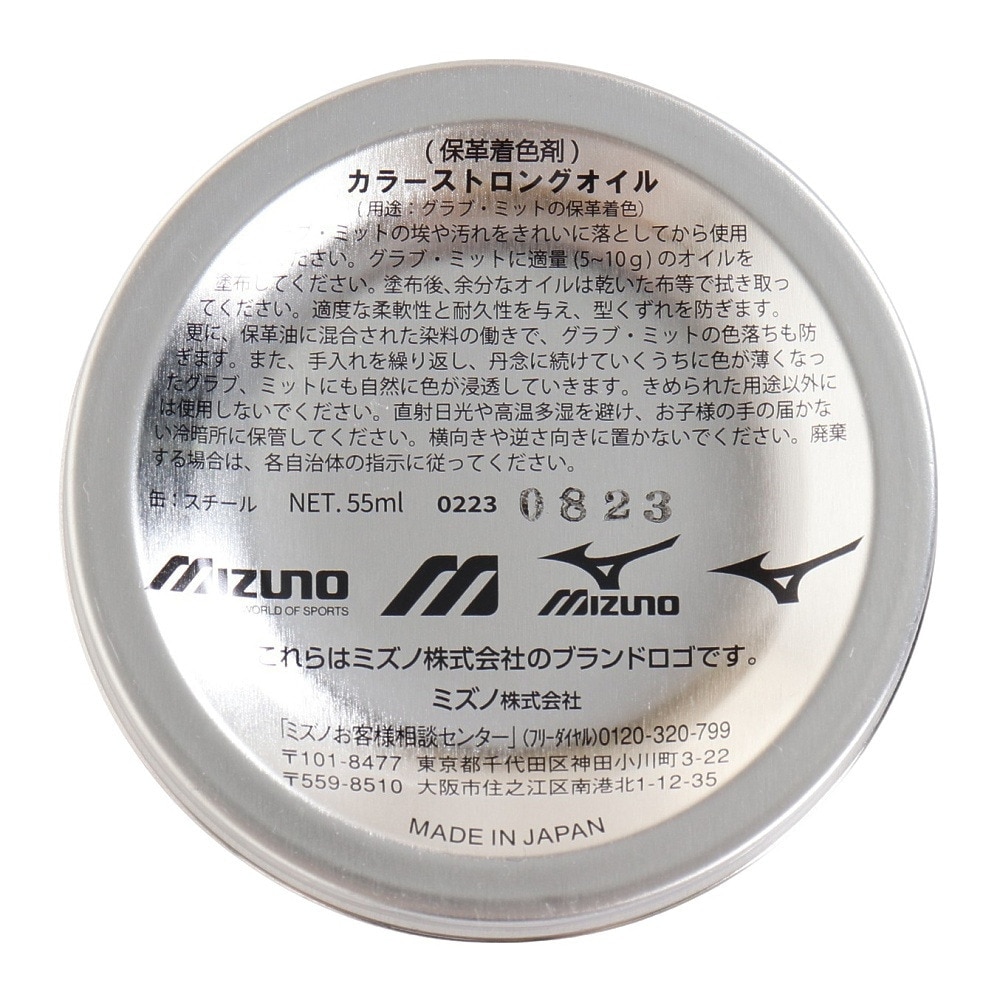 (保革着色剤)
カラーストロングオイル
(用途：グラブ・ミットの保革着色)
・ミットの埃や汚れをきれいに落としてから使用
ださい。グラブ・ミットに適量(5~10g)のオイルを
塗布してください。塗布後、余分なオイルは乾いた布等で拭き取っ
てください。適度な柔軟性と耐久性を与え、型くずれを防ぎます。
更に、保革油に混合された染料の働きで、グラブ・ミットの色落ちも防
ぎます。また、手入れを繰り返し、丹念に続けていくうちに色が薄くなっ
たグラブ、ミットにも自然に色が浸透していきます。きめられた用途以外に
は使用しないでください。直射日光や高温多湿を避け、お子様の手の届かな
い冷暗所に保管してください。横向きや逆さ向きに置かないでください。廃棄
する場合は、各自治体の指示に従ってください。
缶：スチール NET. 55ml 0223 0823
MIZUNO
WORLD OF SPORTS
MIZUNO
これらはミズノ株式会社のブランドロゴです。
ミズノ株式会社
「ミズノお客様相談センター」(フリーダイヤル)0120-320-799
〒101-8477 東京都千代田区神田小川町3-22
〒559-8510 大阪市住之江区南港北1-12-35
MADE IN JAPAN